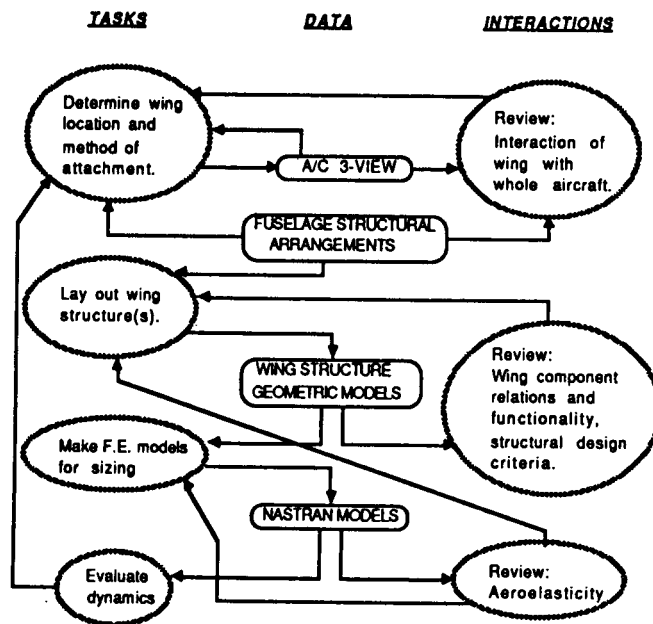 TASKS
DATA
INTERACTIONS
Determine wing
location and
method of
attachment.
A/C 3-VIEW
Review:
Interaction of
wing with
whole aircraft.
FUSELAGE STRUCTURAL
ARRANGEMENTS
Lay out wing
structure(s).
WING STRUCTURE
GEOMETRIC MODELS
Review:
Wing component
relations and
functionality,
structural design
criteria.
Make F.E. models
for sizing
NASTRAN MODELS
Evaluate
dynamics
Review:
Aeroelasticity